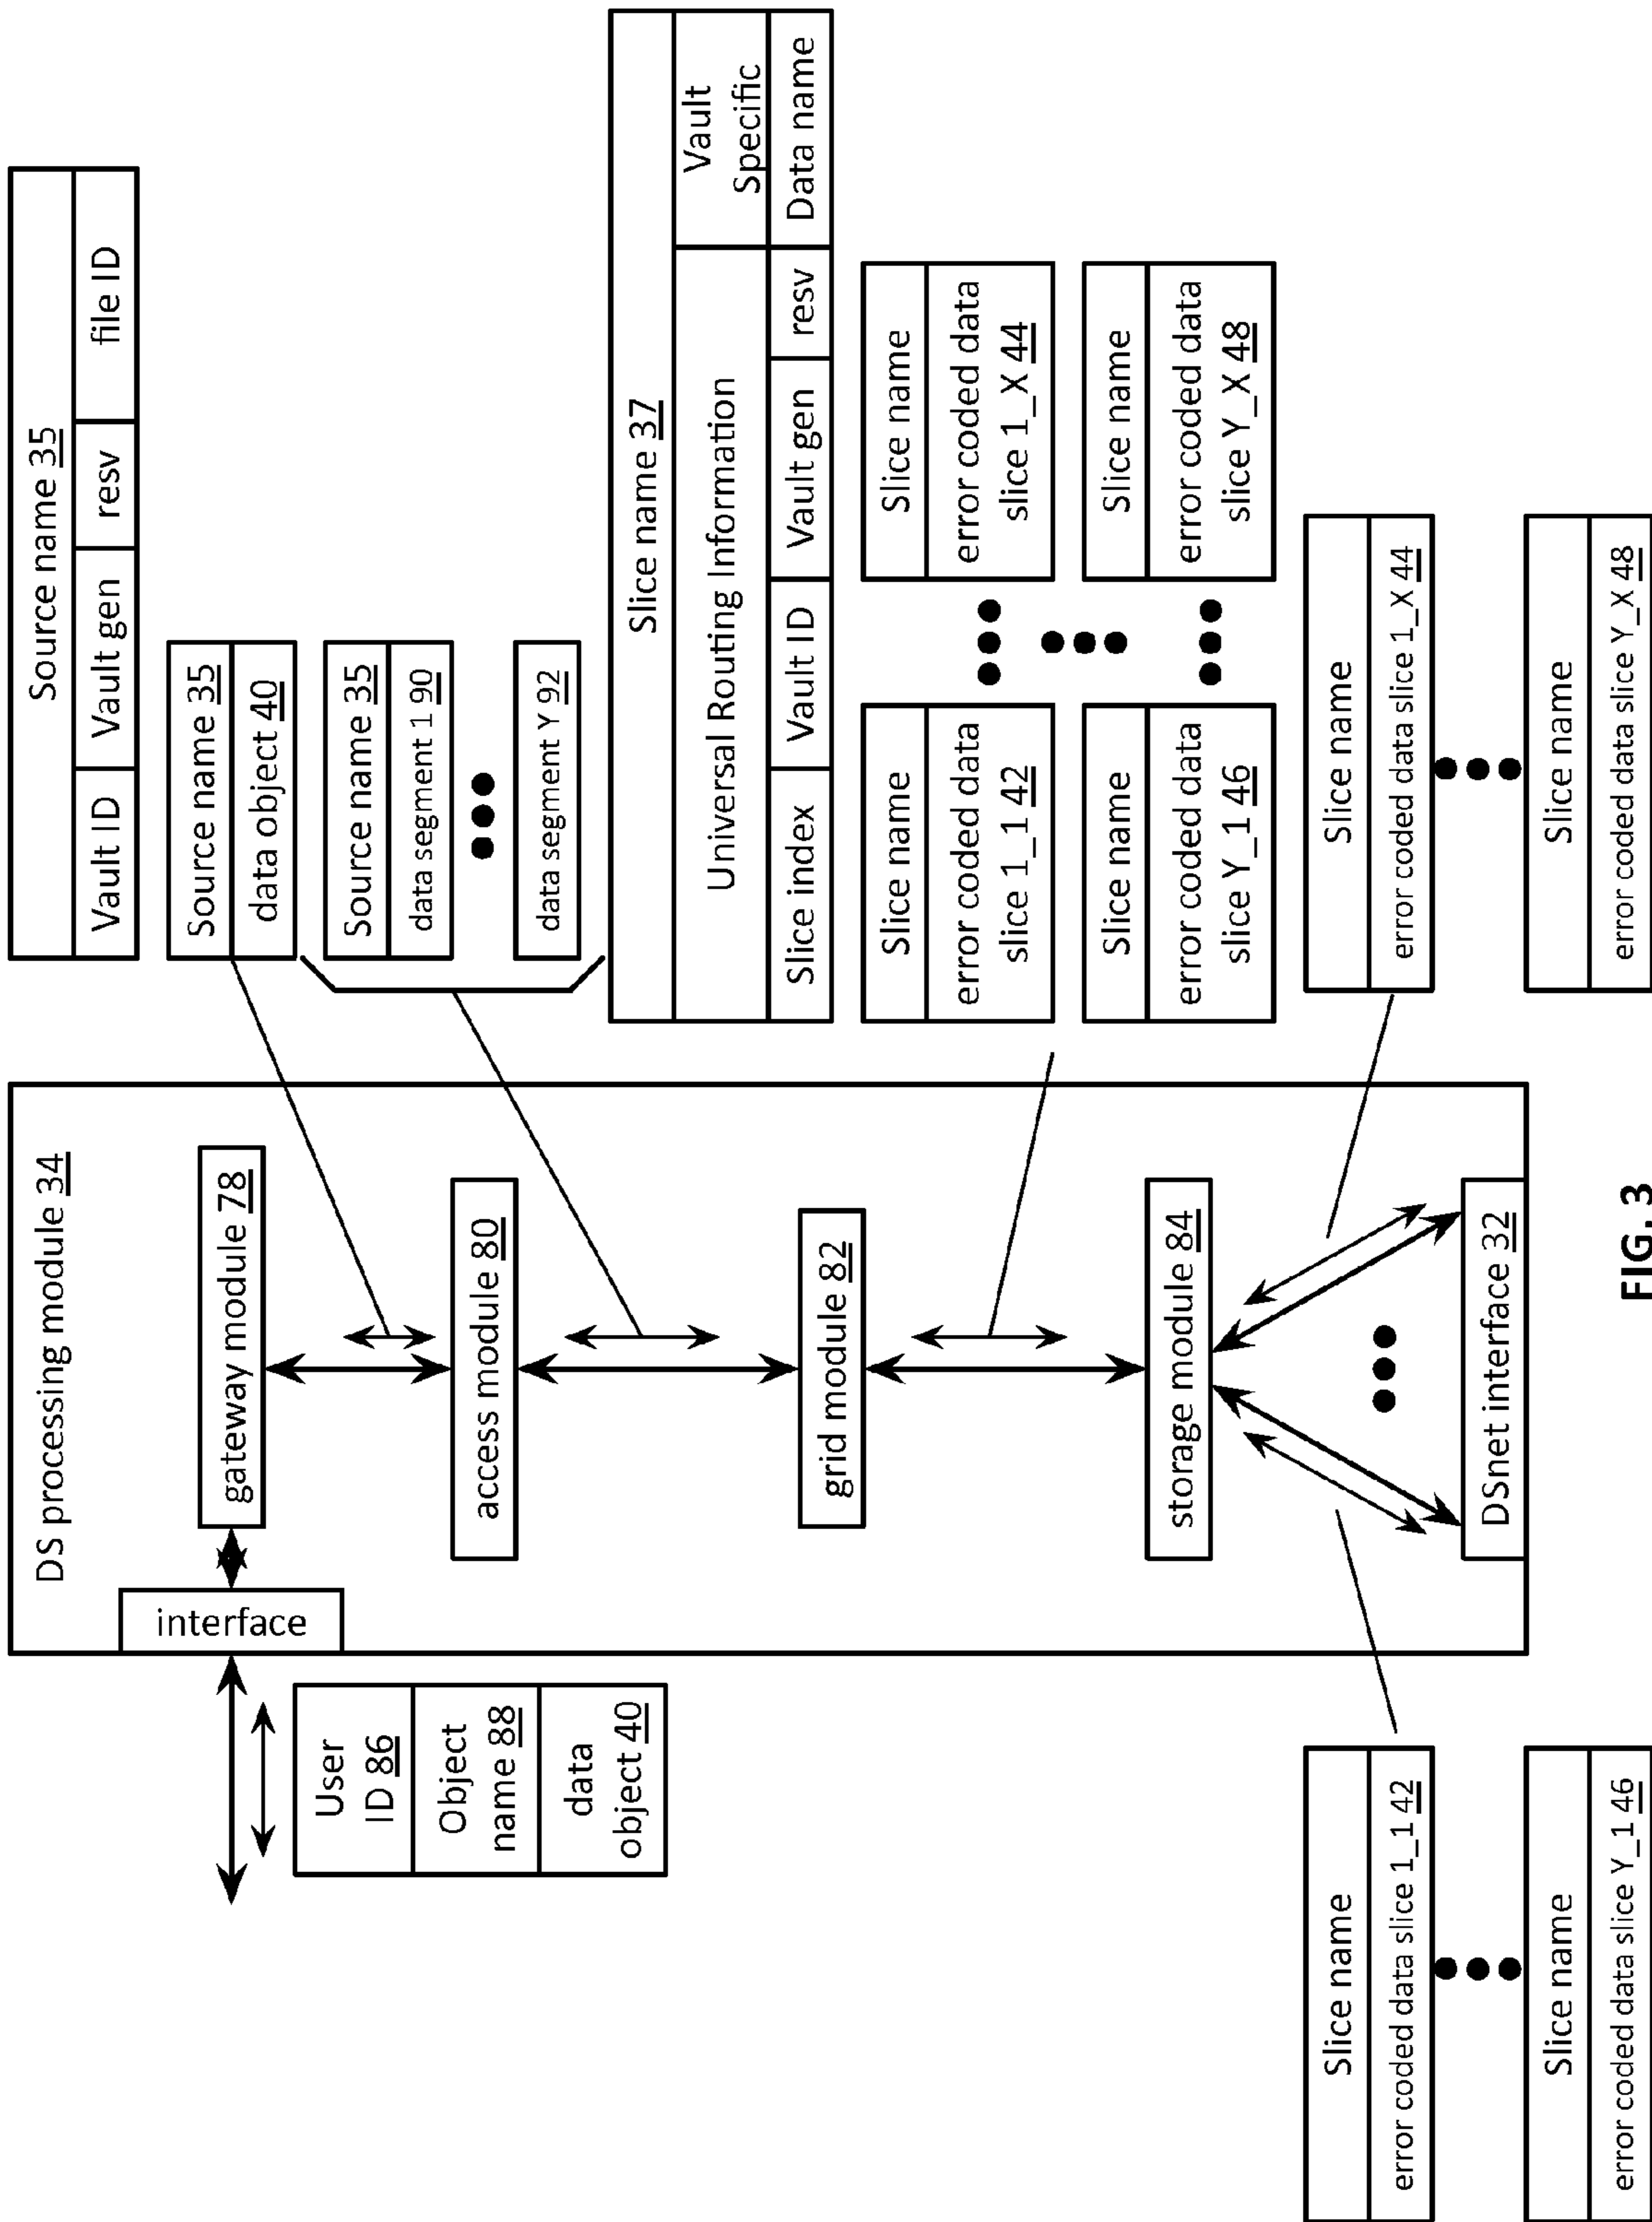 DS processing module 34
interface
gateway module 78
access module 80
grid module 82
storage module 84
DSnet interface 32
User
ID 86
Object
name 88
data
object 40
Source name 35
Vault ID
Vault gen
resv
file ID
Source name 35
data object 40
Source name 35
data segment 1 90
data segment Y 92
Slice name 37
Universal Routing Information
Vault
Specific
Slice index
Vault ID
Vault gen
resv
Data name
Slice name
error coded data
slice 1_1 42
Slice name
error coded data
slice 1_X 44
Slice name
error coded data
slice Y_1 46
Slice name
error coded data
slice Y_X 48
Slice name
error coded data slice 1_1 42
Slice name
error coded data slice Y_1 46
Slice name
error coded data slice 1_X 44
Slice name
error coded data slice Y_X 48
FIG. 3